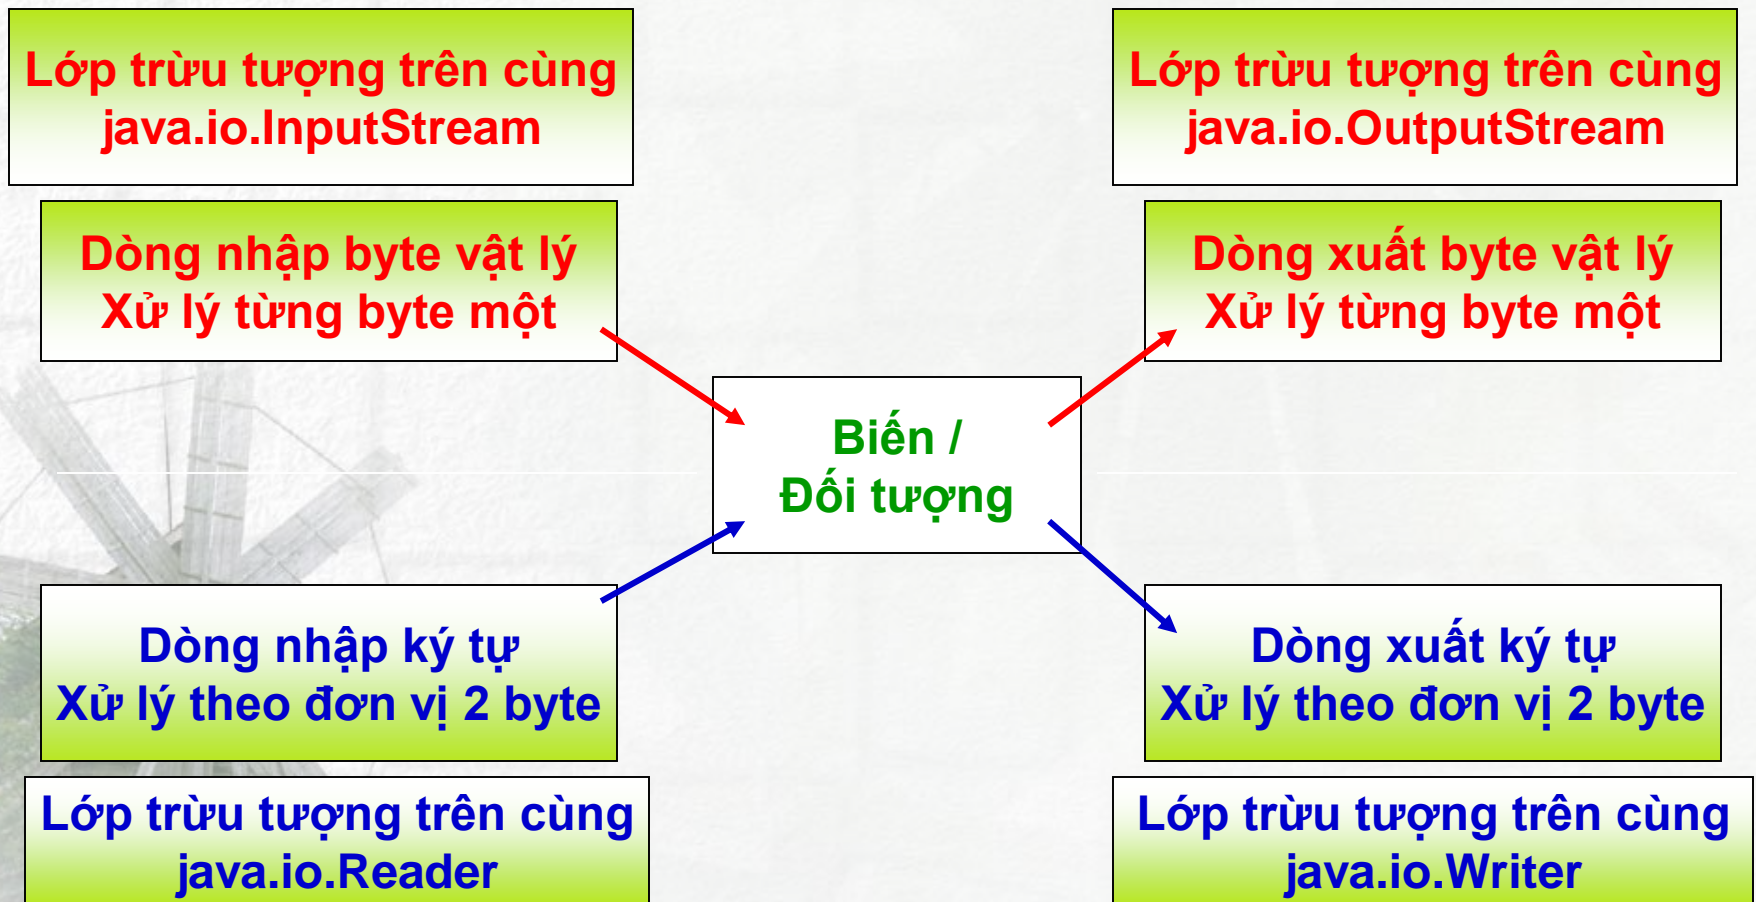 Lớp trừu tượng trên cùng
java.io.InputStream
Lớp trừu tượng trên cùng
java.io.OutputStream
Dòng nhập byte vật lý
Xử lý từng byte một
Dòng xuất byte vật lý
Xử lý từng byte một
Biến /
Đối tượng
Dòng nhập ký tự
Xử lý theo đơn vị 2 byte
Dòng xuất ký tự
Xử lý theo đơn vị 2 byte
Lớp trừu tượng trên cùng
java.io.Reader
Lớp trừu tượng trên cùng
java.io.Writer